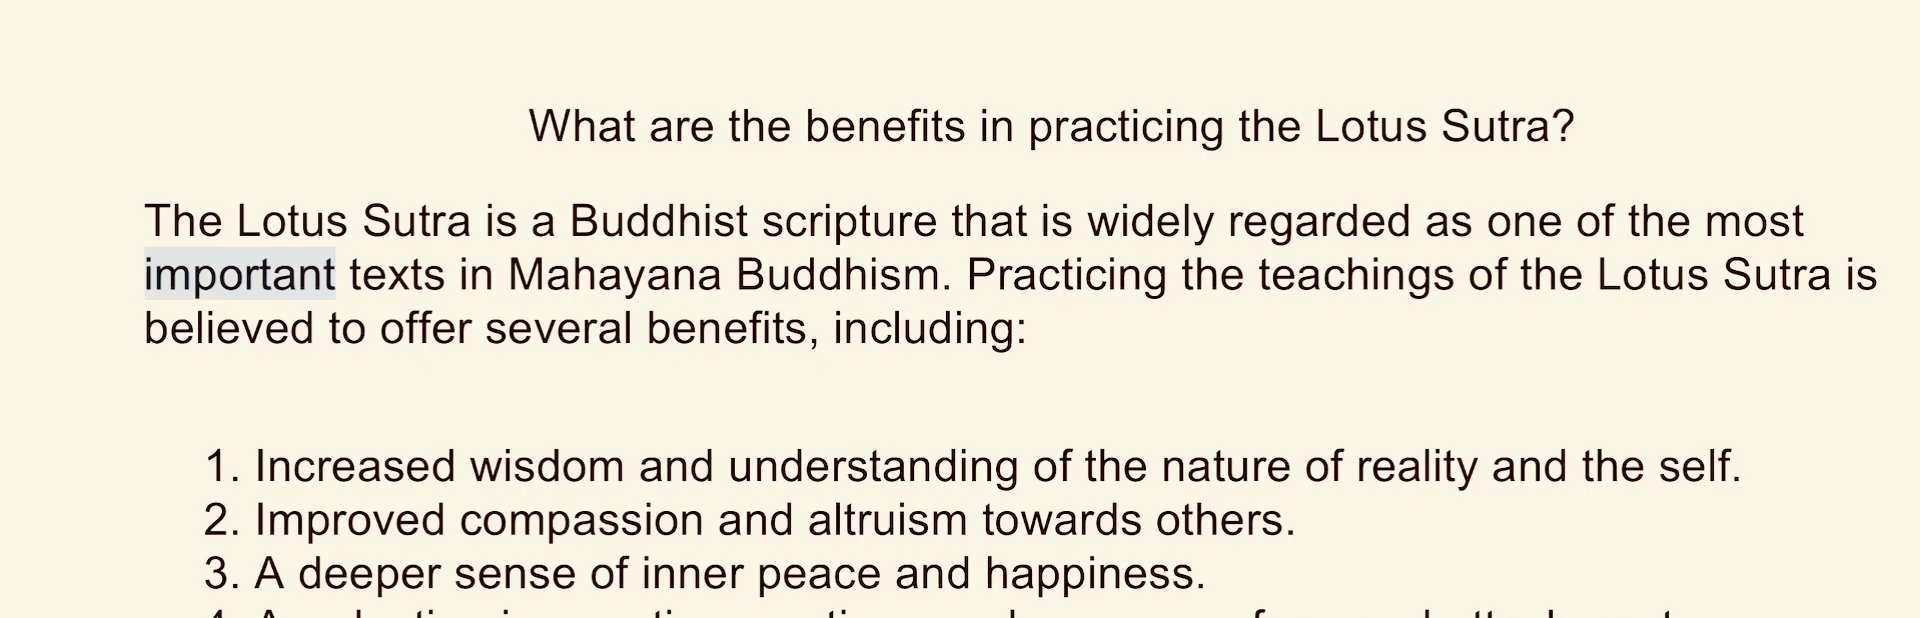 What are the benefits in practicing the Lotus Sutra?
The Lotus Sutra is a Buddhist scripture that is widely regarded as one of the most
important texts in Mahayana Buddhism. Practicing the teachings of the Lotus Sutra is
believed to offer several benefits, including:
1. Increased wisdom and understanding of the nature of reality and the self.
2. Improved compassion and altruism towards others.
3. A deeper sense of inner peace and happiness.